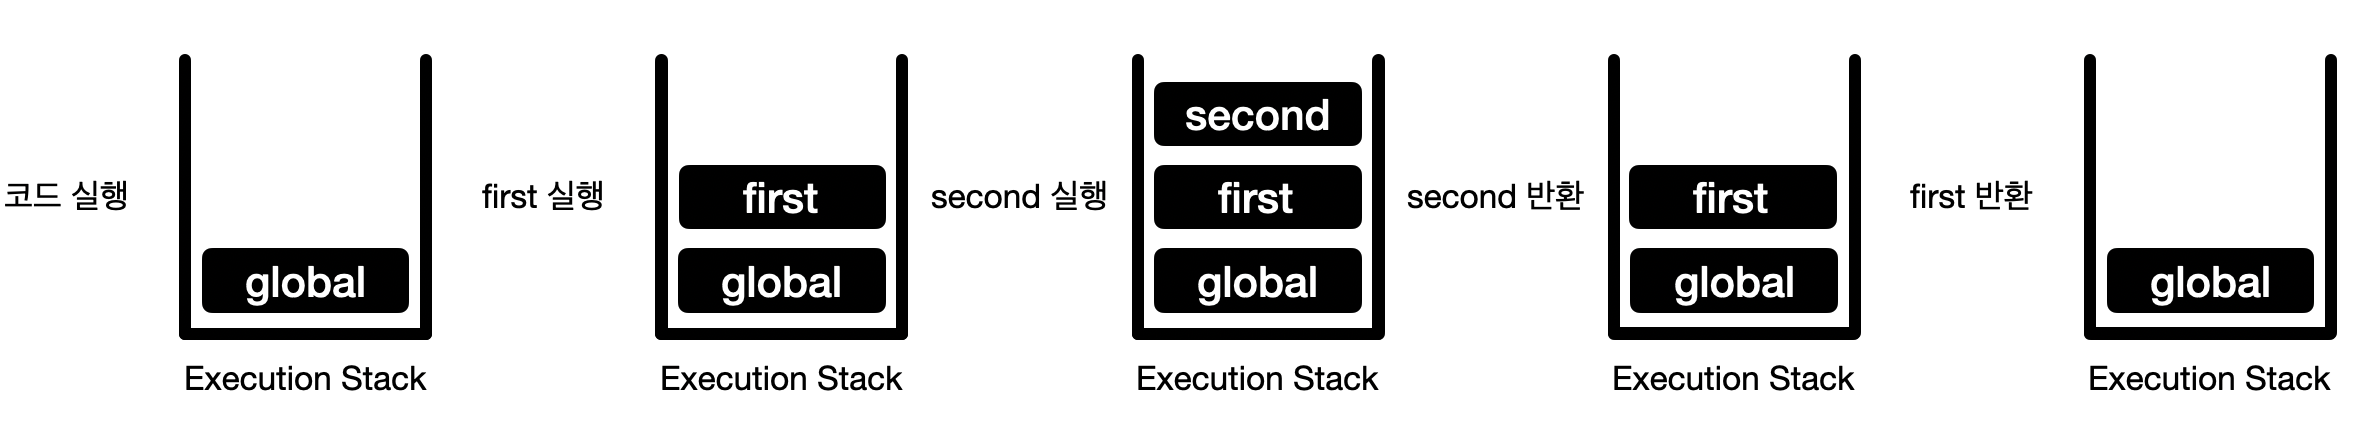 코드 실행
global
Execution Stack
first 실행
first
global
Execution Stack
second 실행
second
first
global
Execution Stack
second 반환
first
global
Execution Stack
first 반환
global
Execution Stack